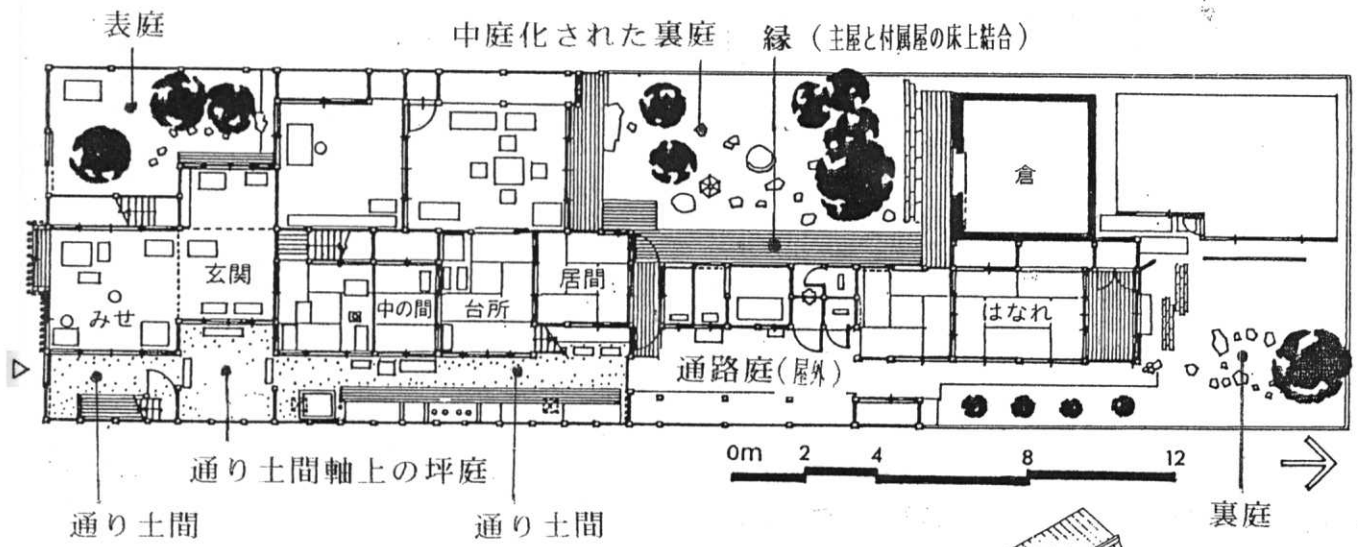 表庭
中庭化された裏庭
縁（主屋と付属屋の床上結合）
倉
玄関
みせ
中の間
台所
居間
はなれ
通路庭(屋外)
通り土間軸上の坪庭
0m 2 4 8 12
通り土間
通り土間
裏庭